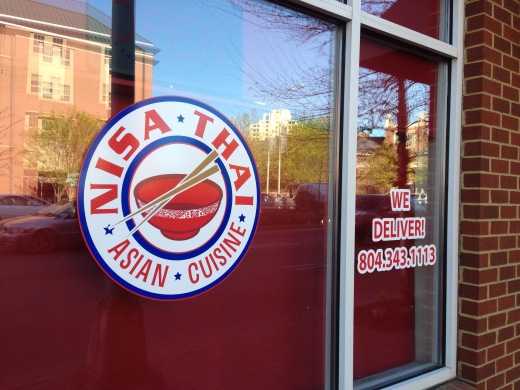 NISA THAI
ASIAN CUISINE
WE
DELIVER!
804.343.1113